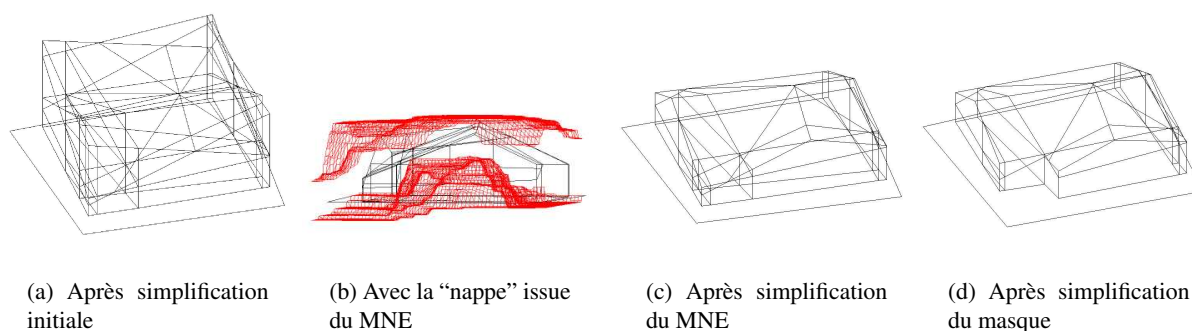 (a) Après simplification
initiale
(b) Avec la “nappe” issue
du MNE
(c) Après simplification
du MNE
(d) Après simplification
du masque